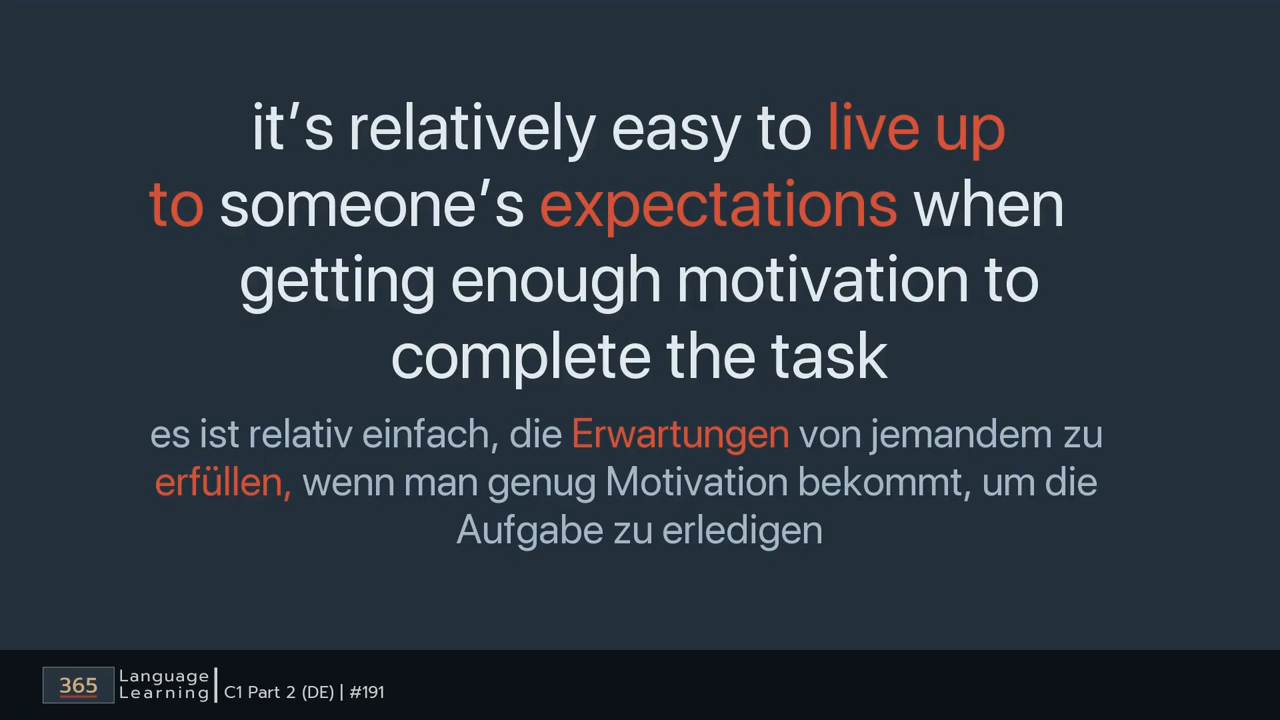 it’s relatively easy to live up
to someone’s expectations when
getting enough motivation to
complete the task
es ist relativ einfach, die Erwartungen von jemandem zu
erfüllen, wenn man genug Motivation bekommt, um die
Aufgabe zu erledigen
365
Language
Learning
C1 Part 2 (DE) | #191